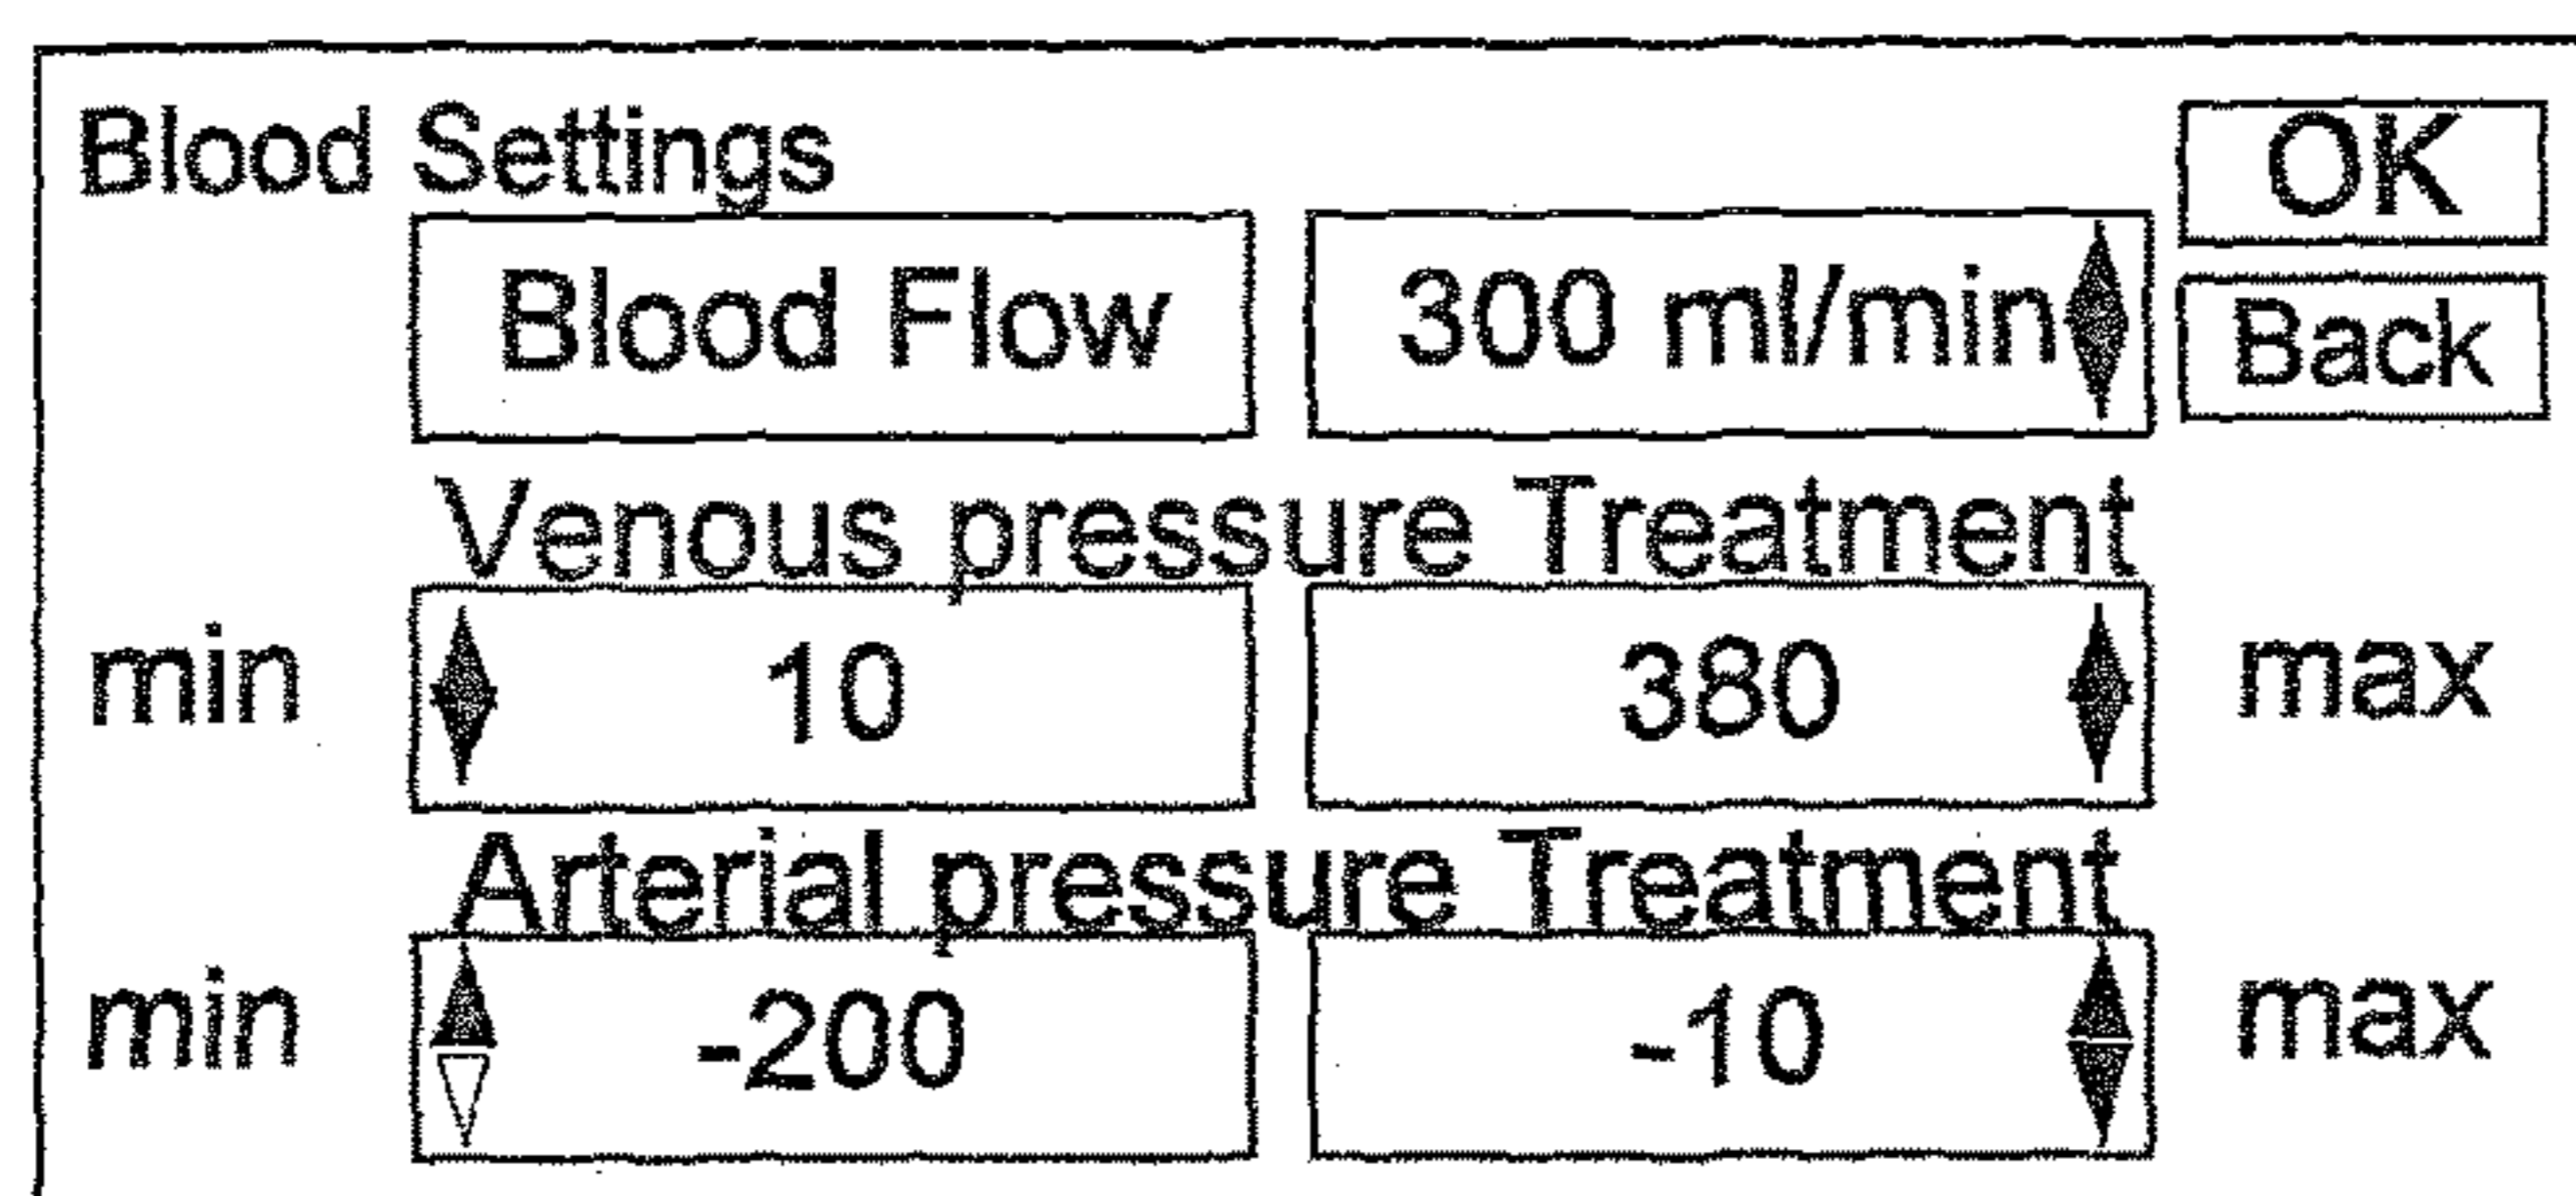 Blood Settings OK
Blood Flow 300 ml/min Back
Venous pressure Treatment
min 10 380 max
Arterial pressure Treatment
min -200 -10 max